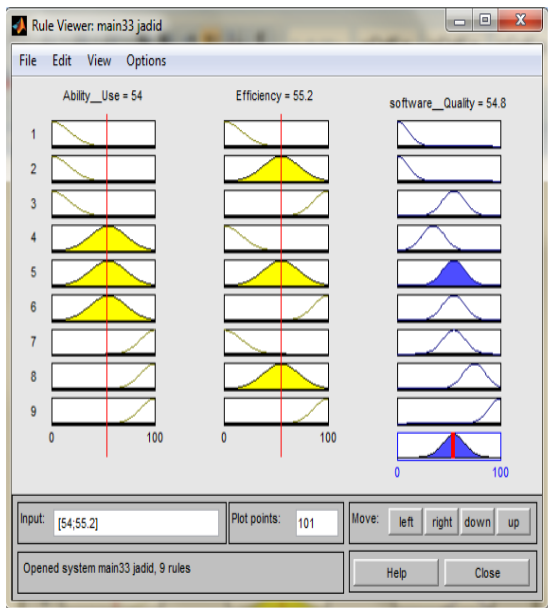 Rule Viewer: main33 jadid
File Edit View Options
Ability__Use = 54 Efficiency = 55.2 software__Quality = 54.8
1
2
3
4
5
6
7
8
9
0 100 0 100
0 100
Input: [54;55.2] Plot points: 101 Move: left right down up
Opened system main33 jadid, 9 rules Help Close